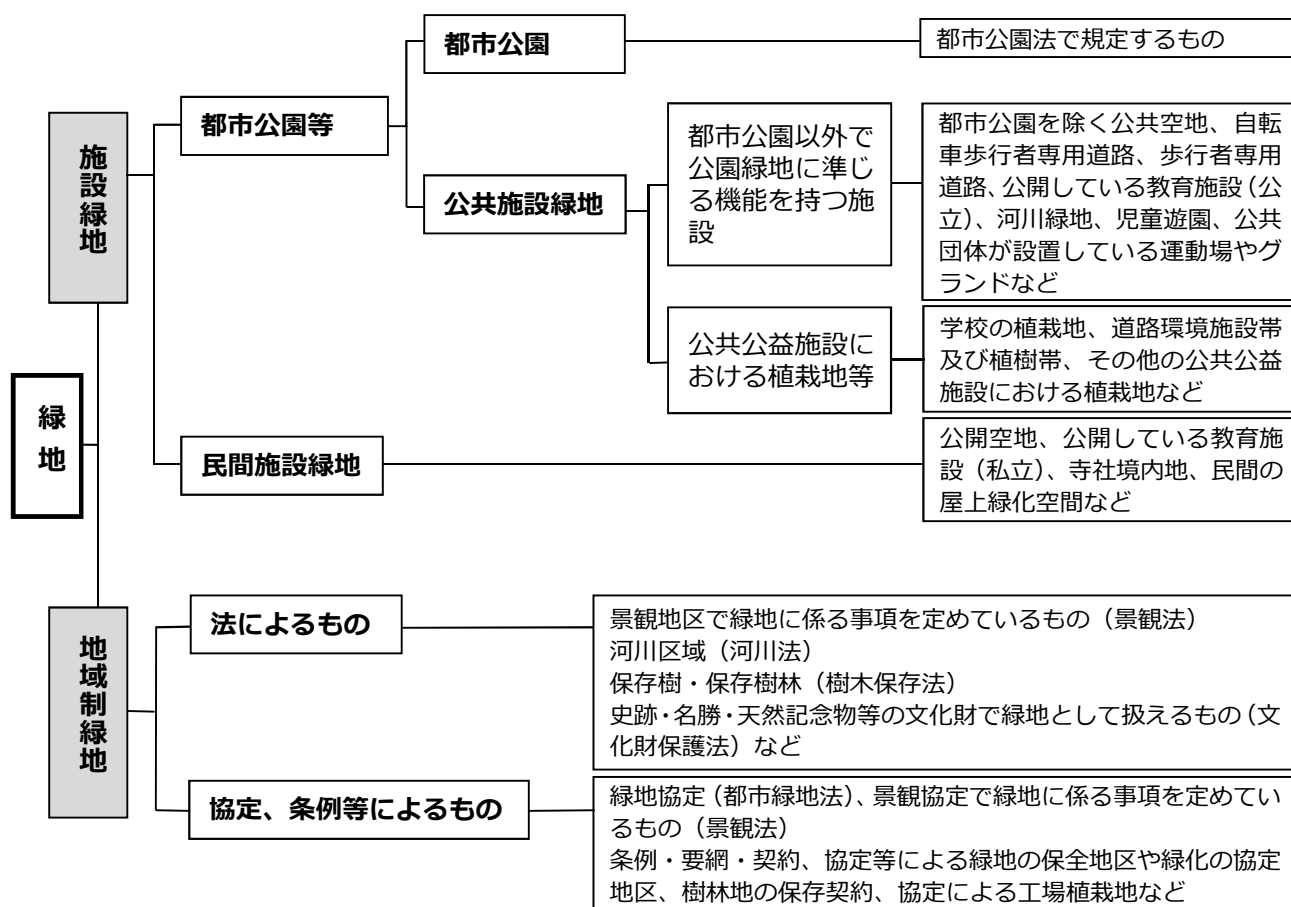 都市公園
都市公園法で規定するもの
都市公園等
施設緑地
都市公園以外で
公園緑地に準じ
る機能を持つ施
設
都市公園を除く公共空地、自転
車歩行者専用道路、歩行者専用
道路、公開している教育施設（公
立）、河川緑地、児童遊園、公共
団体が設置している運動場やグ
ランドなど
公共施設緑地
公共公益施設に
おける植栽地等
学校の植栽地、道路環境施設帯
及び植樹帯、その他の公共公益
施設における植栽地など
緑地
民間施設緑地
公開空地、公開している教育施
設（私立）、寺社境内地、民間の
屋上緑化空間など
地域制緑地
法によるもの
景観地区で緑地に係る事項を定めているもの（景観法）
河川区域（河川法）
保存樹・保存樹林（樹木保存法）
史跡・名勝・天然記念物等の文化財で緑地として扱えるもの（文
化財保護法）など
協定、条例等によるもの
緑地協定（都市緑地法）、景観協定で緑地に係る事項を定めてい
るもの（景観法）
条例・要綱・契約、協定等による緑地の保全地区や緑化の協定
地区、樹林地の保存契約、協定による工場植栽地など